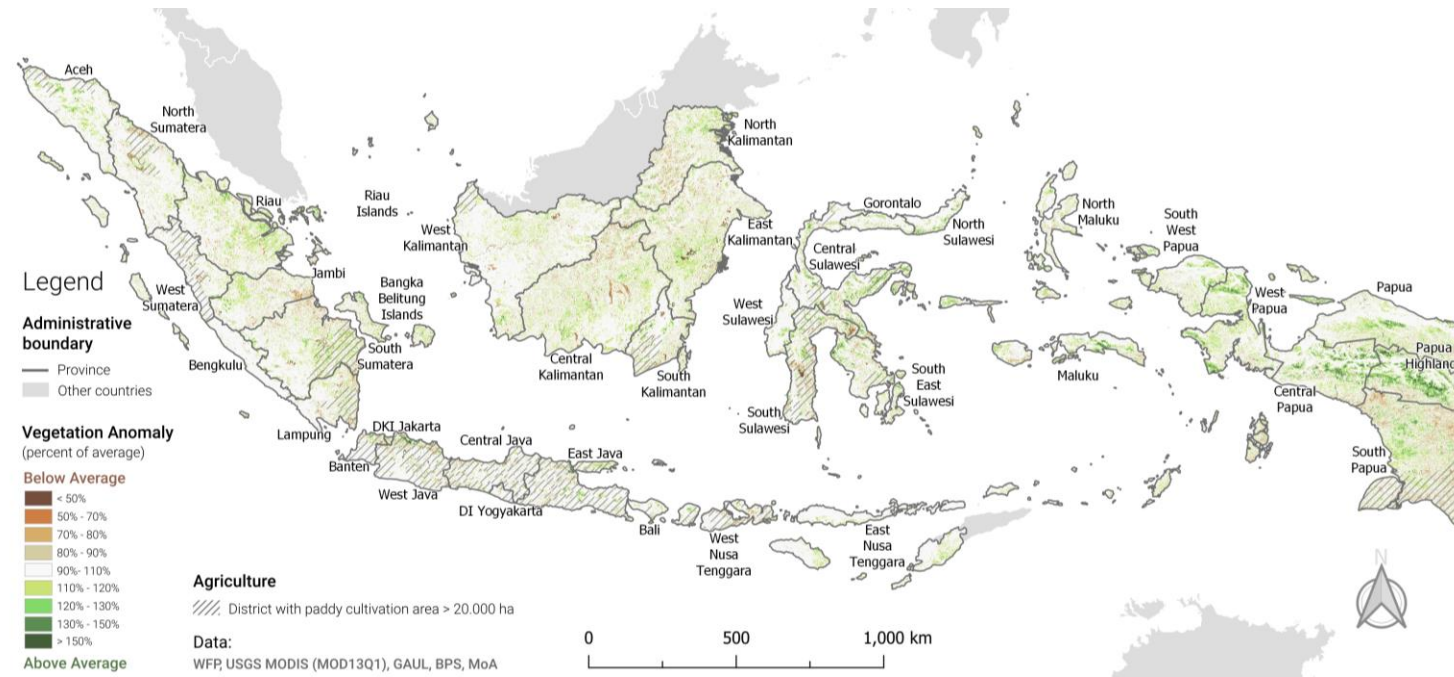 Aceh
North
Sumatera
Riau
Riau
Islands
West
Sumatera
Jambi
Bangka
Belitung
Islands
Bengkulu
South
Sumatera
Lampung
DKI Jakarta
Banten
West Java
Central Java
DI Yogyakarta
East Java
Bali
West
Nusa
Tenggara
East
Nusa
Tenggara
West
Kalimantan
Central
Kalimantan
South
Kalimantan
East
Kalimantan
North
Kalimantan
Gorontalo
North
Sulawesi
Central
Sulawesi
West
Sulawesi
South
Sulawesi
South
East
Sulawesi
North
Maluku
Maluku
South
West
Papua
West
Papua
Papua
Papua
Highlan
Central
Papua
South
Papua
Legend
Administrative
boundary
Province
Other countries
Vegetation Anomaly
(percent of average)
Below Average
< 50%
50% - 70%
70% - 80%
80% - 90%
90%- 110%
110% - 120%
120% - 130%
130% - 150%
> 150%
Above Average
Agriculture
District with paddy cultivation area > 20.000 ha
Data:
WFP, USGS MODIS (MOD13Q1), GAUL, BPS, MoA
0 500 1,000 km
N